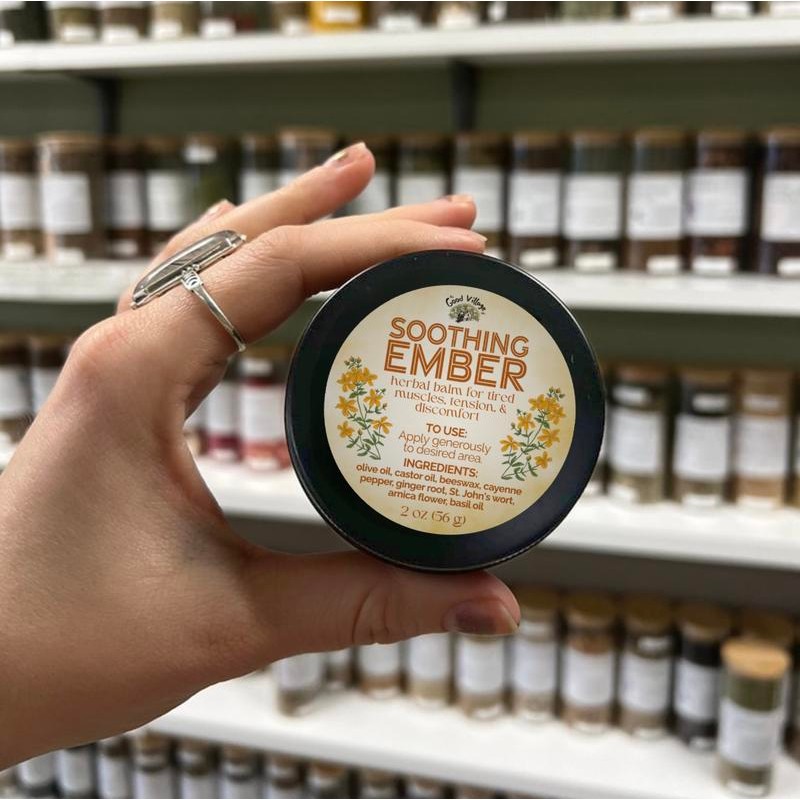 Good Village
SOOTHING
EMBER
herbal balm for tired
muscles, tension, &
discomfort
TO USE:
Apply generously
to desired area.
INGREDIENTS:
olive oil, castor oil, beeswax, cayenne
pepper, ginger root, St. John's wort,
arnica flower, basil oil
2 oz (56 g)